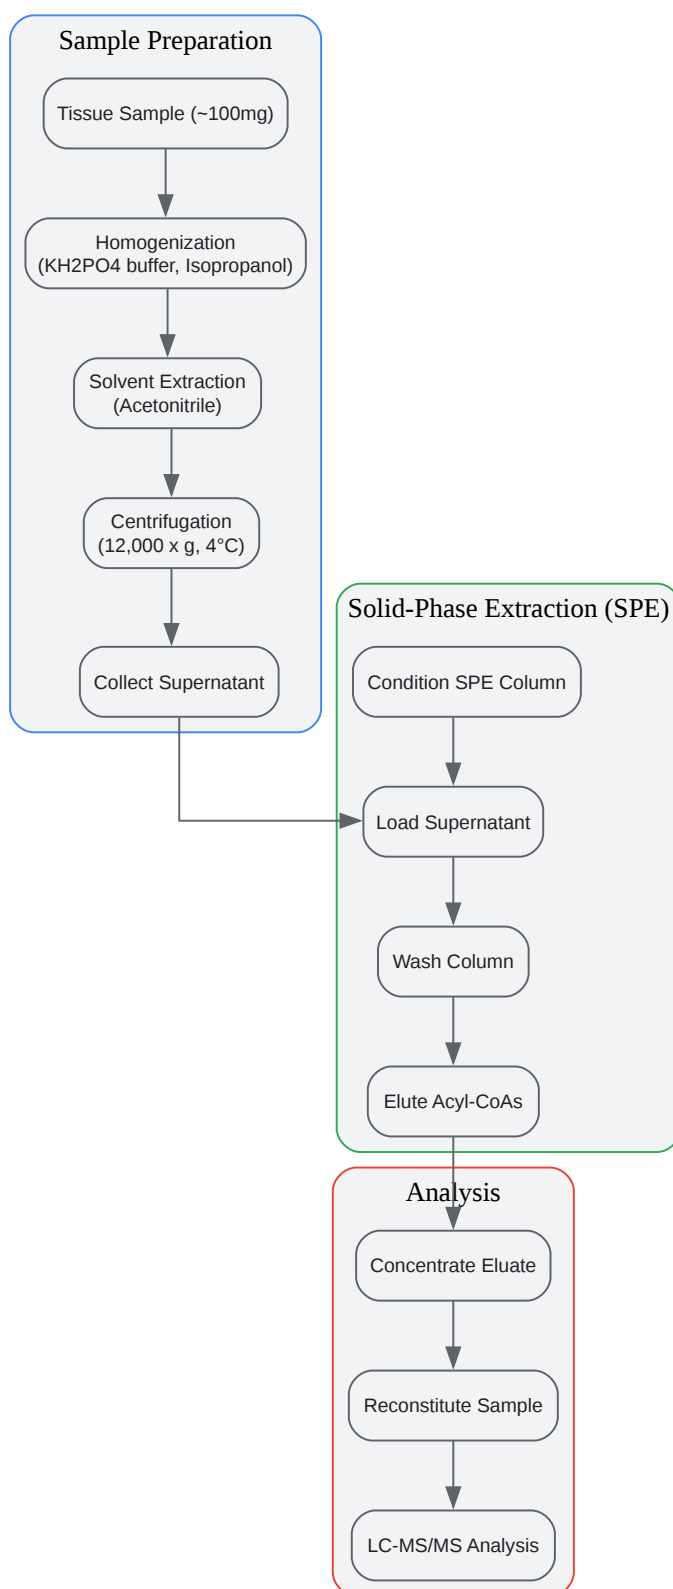 Sample Preparation
Tissue Sample (~100mg)
Homogenization
(KH2PO4 buffer, Isopropanol)
Solvent Extraction
(Acetonitrile)
Centrifugation
(12,000 x g, 4°C)
Collect Supernatant
Solid-Phase Extraction (SPE)
Condition SPE Column
Load Supernatant
Wash Column
Elute Acyl-CoAs
Analysis
Concentrate Eluate
Reconstitute Sample
LC-MS/MS Analysis